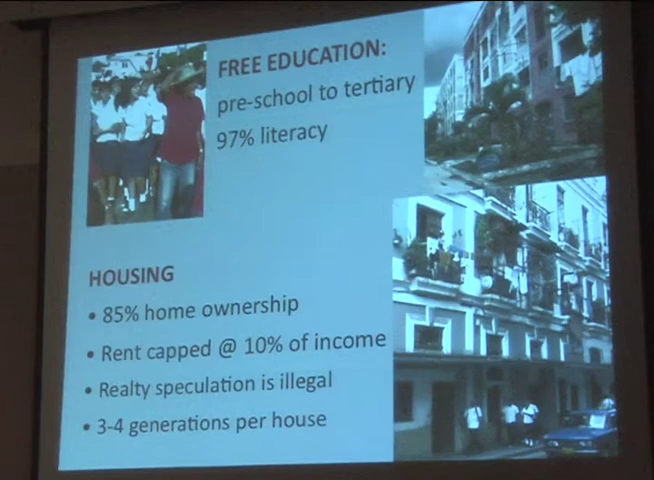 FREE EDUCATION:
pre-school to tertiary
97% literacy
HOUSING
• 85% home ownership
• Rent capped @ 10% of income
• Realty speculation is illegal
• 3-4 generations per house